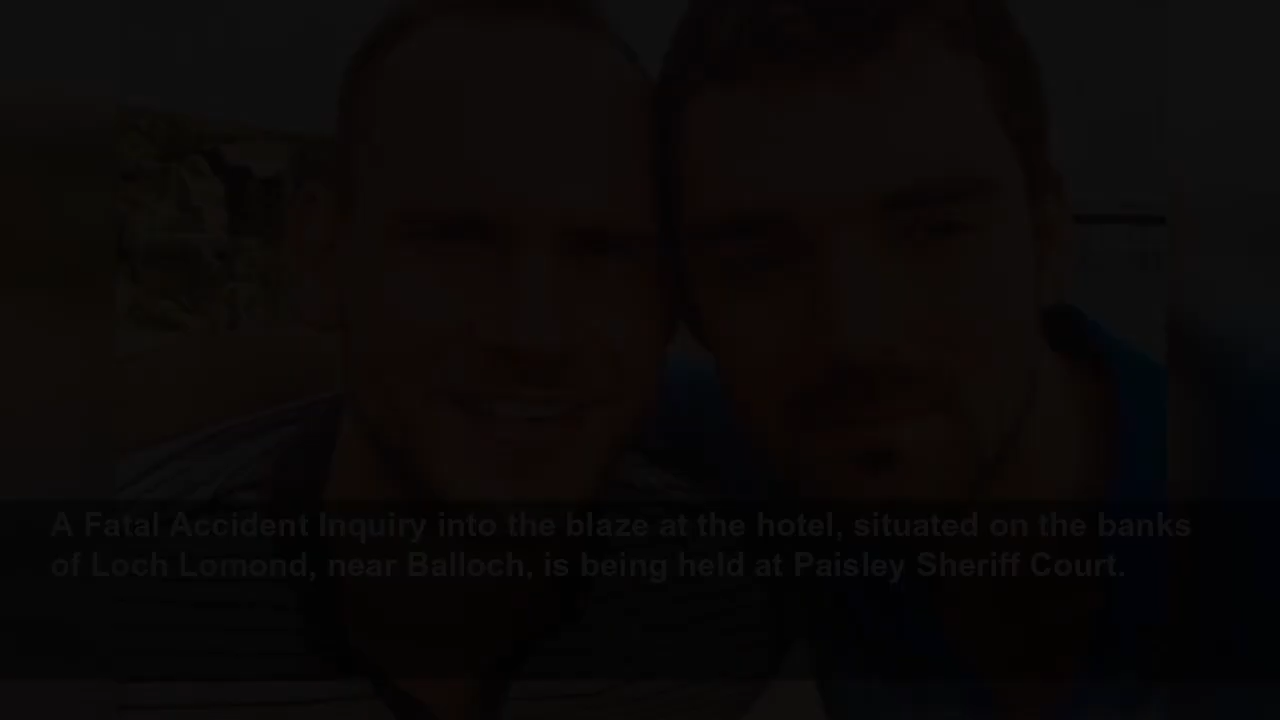 A Fatal Accident Inquiry into the blaze at the hotel, situated on the banks
of Loch Lomond, near Balloch, is being held at Paisley Sheriff Court.